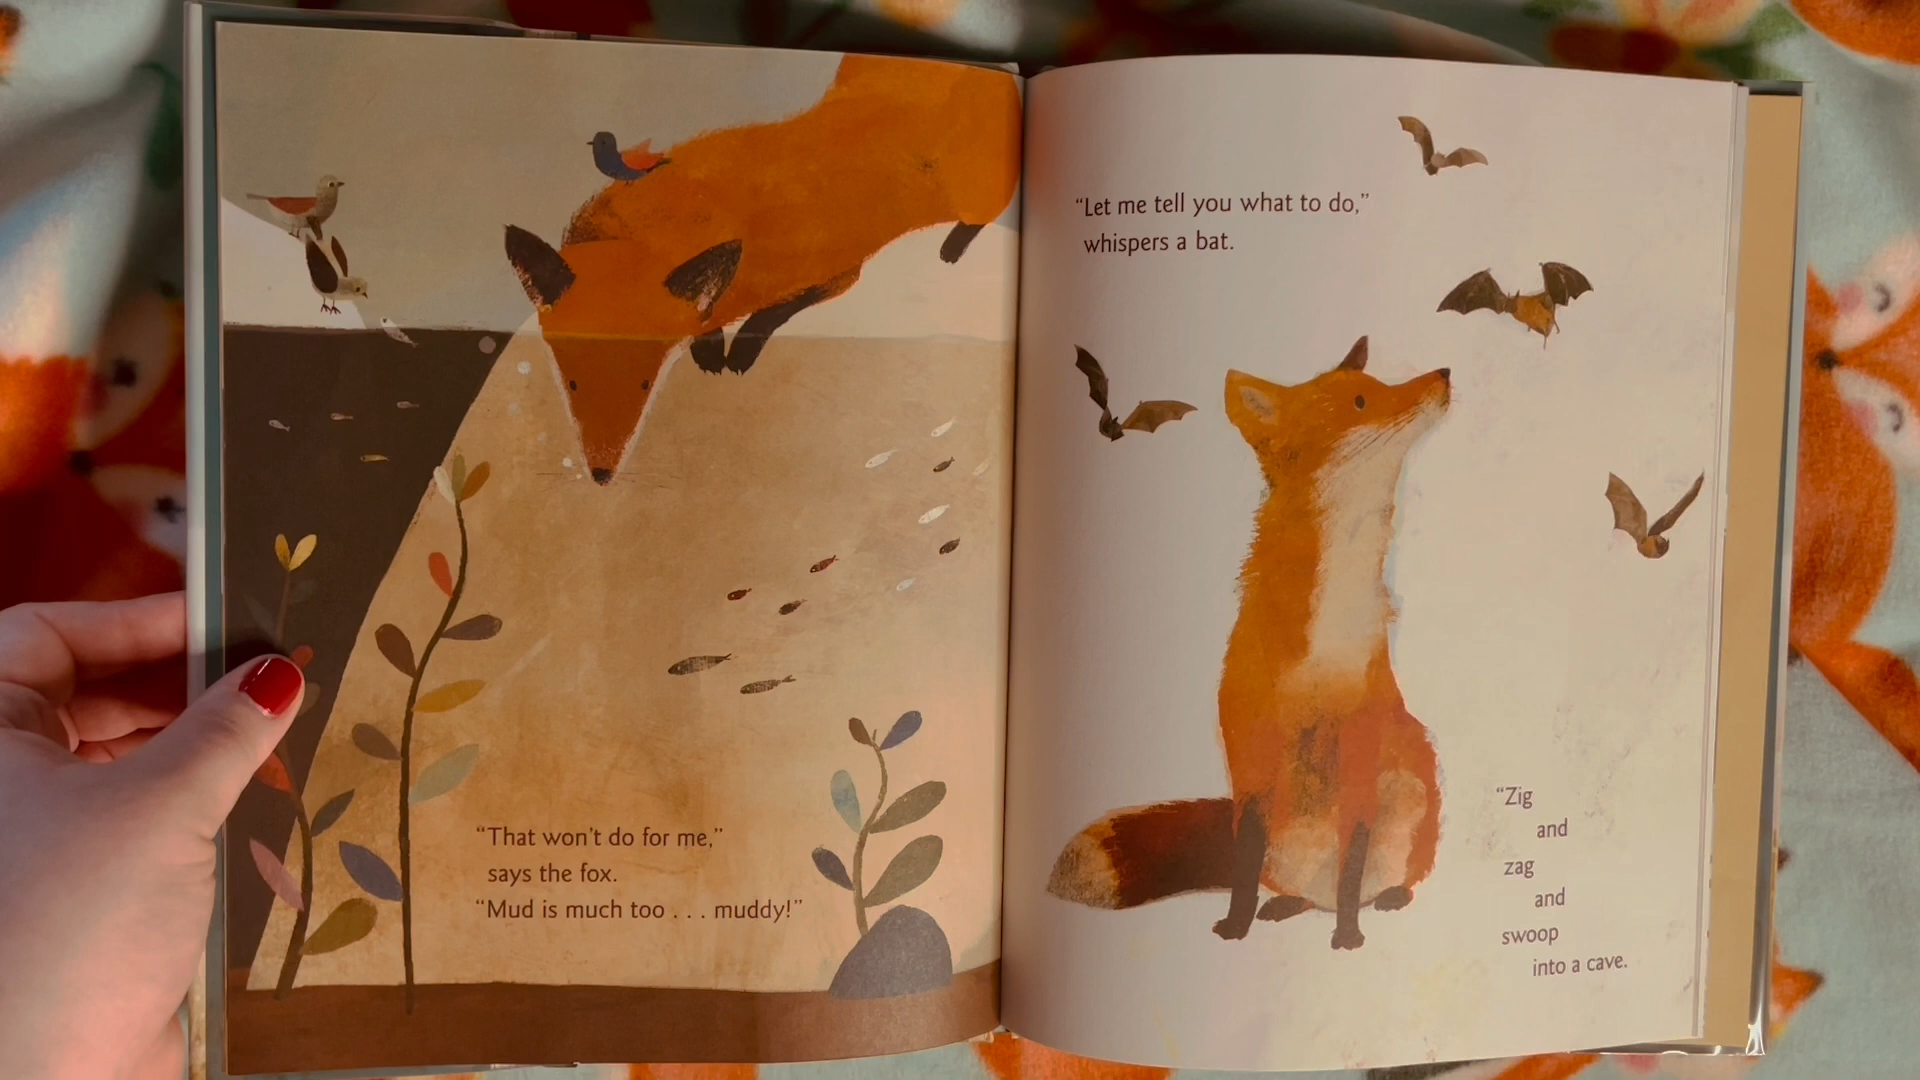 “That won’t do for me,”
says the fox.
“Mud is much too . . . muddy!”
“Let me tell you what to do,”
whispers a bat.
“Zig
and
zag
and
swoop
into a cave.